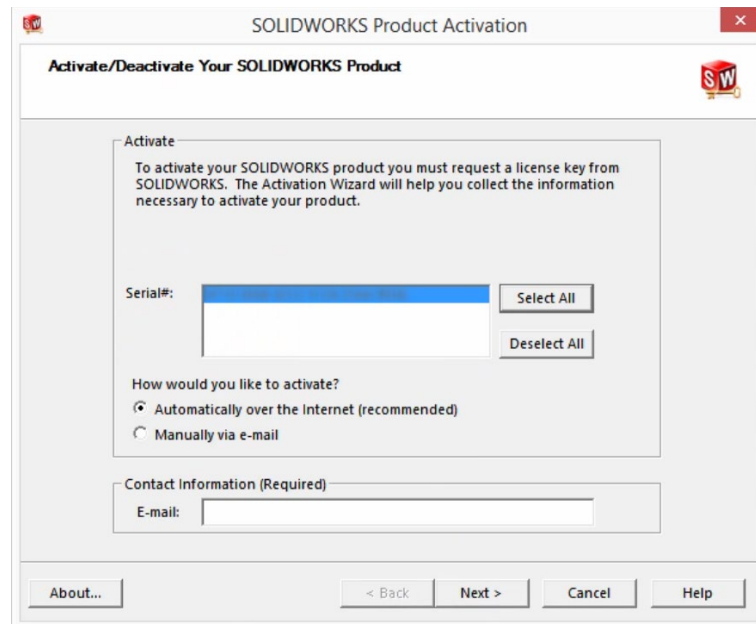 SOLIDWORKS Product Activation
Activate/Deactivate Your SOLIDWORKS Product
SW
Activate
To activate your SOLIDWORKS product you must request a license key from
SOLIDWORKS. The Activation Wizard will help you collect the information
necessary to activate your product.
Serial#:
Select All
Deselect All
How would you like to activate?
Automatically over the Internet (recommended)
Manually via e-mail
Contact Information (Required)
E-mail:
About...
< Back
Next >
Cancel
Help